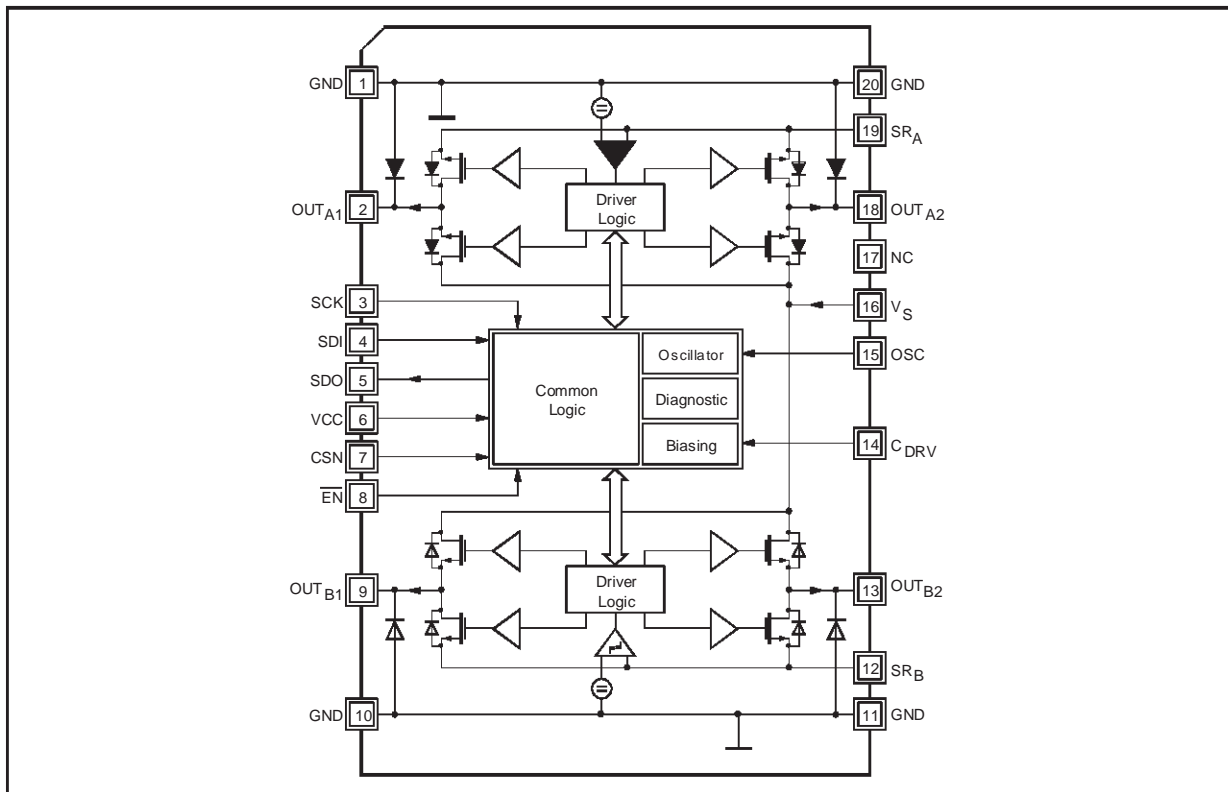 GND 1
20 GND
19 SRA
OUTA1 2
Driver
Logic
18 OUTA2
17 NC
SCK 3
16 VS
SDI 4
Oscillator
15 OSC
SDO 5
Common
Logic
Diagnostic
VCC 6
Biasing
14 CDRV
CSN 7
EN 8
OUTB1 9
Driver
Logic
13 OUTB2
12 SRB
GND 10
11 GND